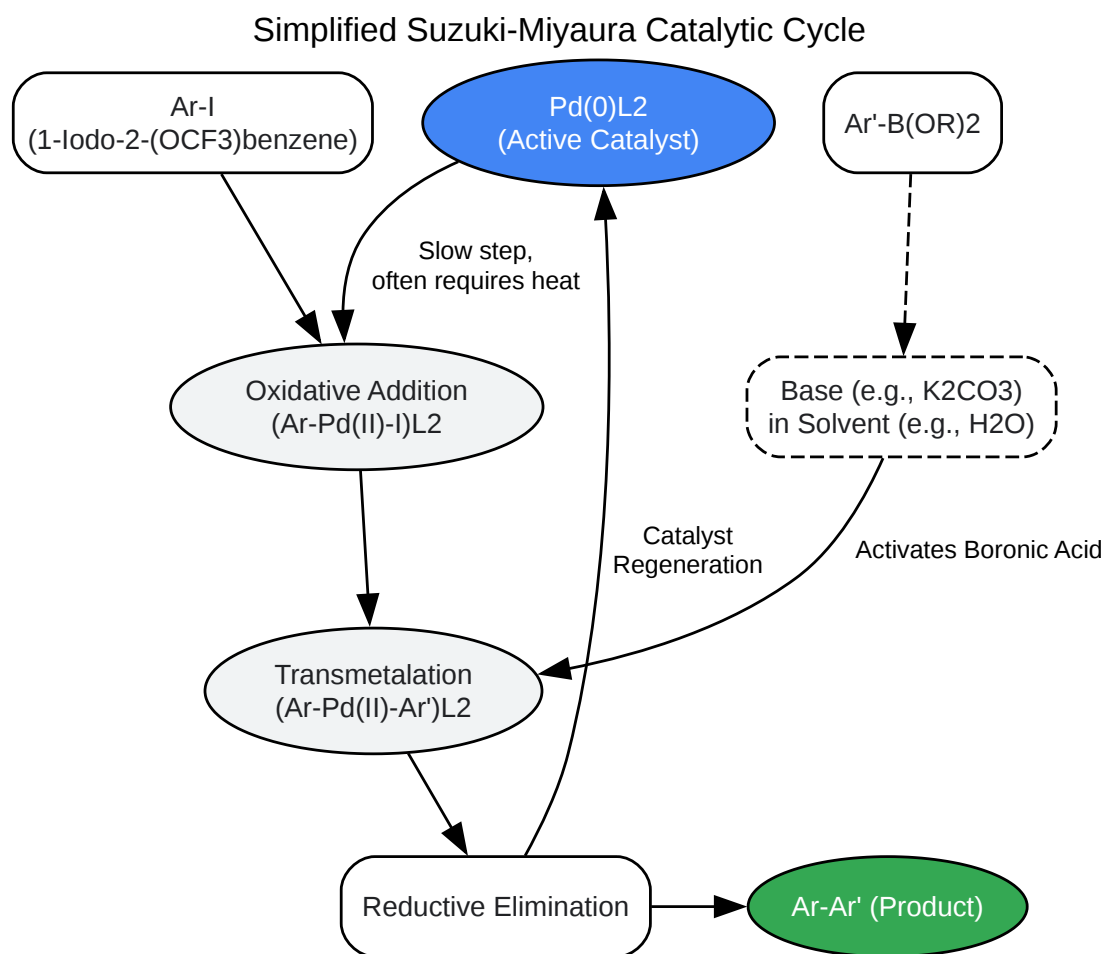 Simplified Suzuki-Miyaura Catalytic Cycle
Ar-I
(1-Iodo-2-(OCF3)benzene)
Pd(0)L2
(Active Catalyst)
Ar'-B(OR)2
Slow step,
often requires heat
Oxidative Addition
(Ar-Pd(II)-I)L2
Base (e.g., K2CO3)
in Solvent (e.g., H2O)
Catalyst
Regeneration
Activates Boronic Acid
Transmetalation
(Ar-Pd(II)-Ar')L2
Reductive Elimination
Ar-Ar' (Product)